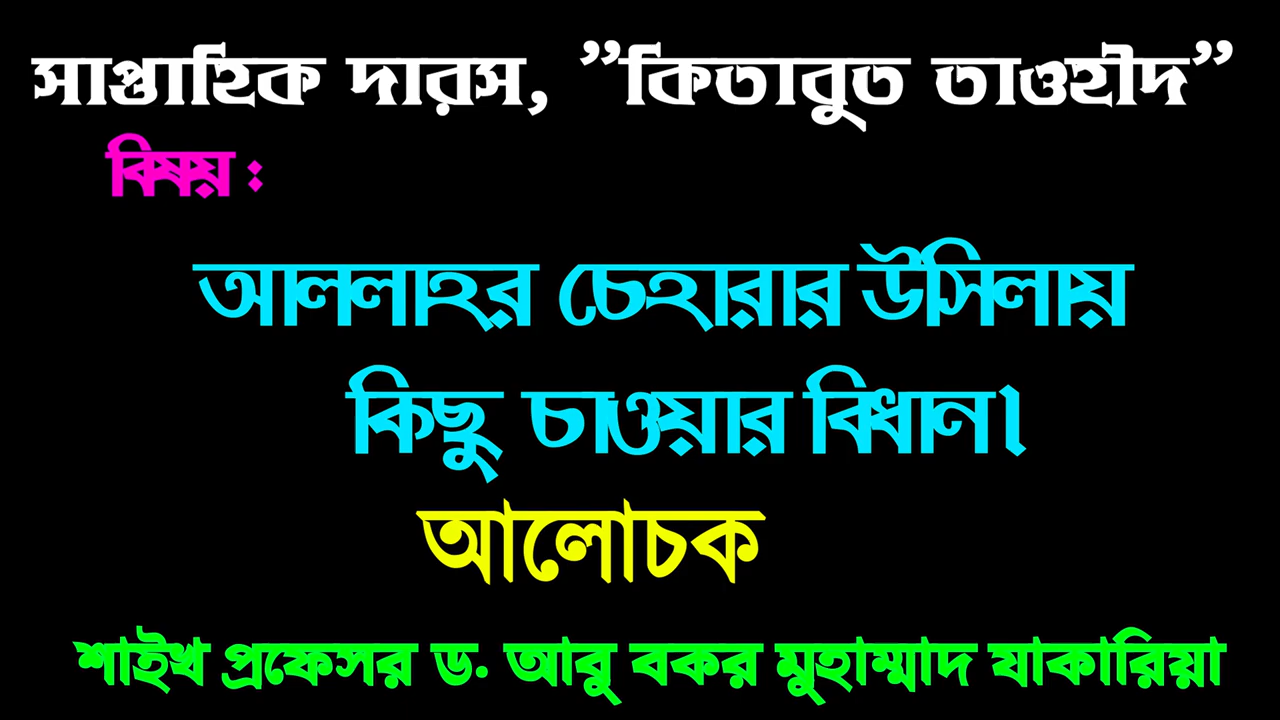 সাপ্তাহিক দারস, ”কিতাবুত তাওহীদ”
বিষয় :
আললাহর চেহারার উসিলায়
কিছু চাওয়ার বিধান।
আলোচক
শাইখ প্রফেসর ড. আবু বকর মুহাম্মাদ যাকারিয়া